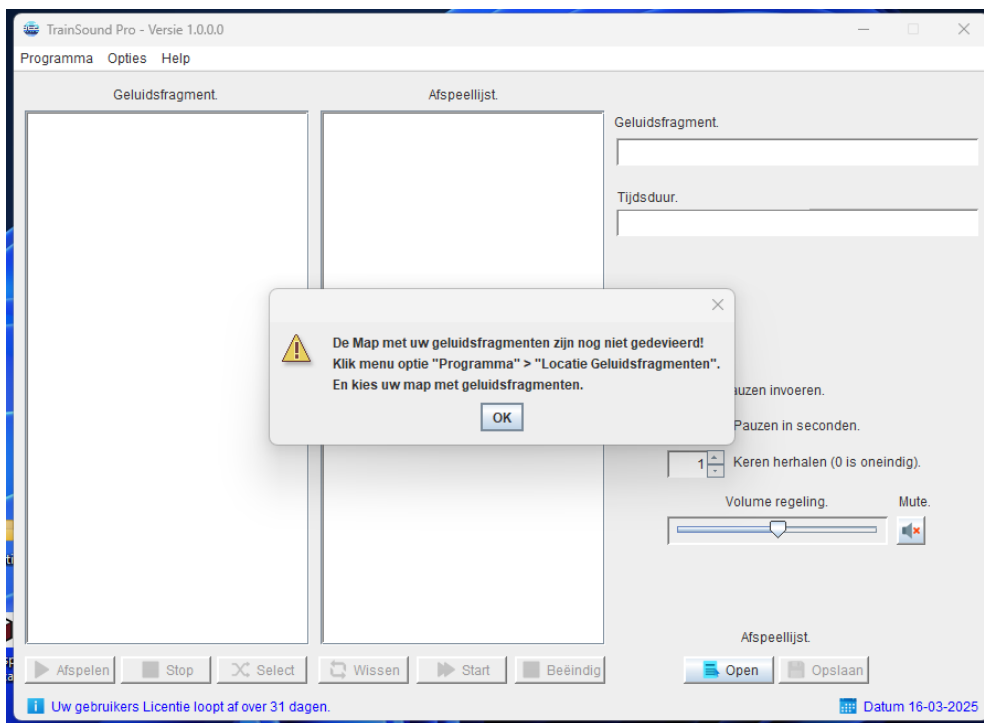 TrainSound Pro - Versie 1.0.0.0
Programma Opties Help
Geluidsfragment.
Afspeellijst.
Geluidsfragment.
Tijdsduur.
De Map met uw geluidsfragmenten zijn nog niet gedevieerd!
Klik menu optie "Programma" > "Locatie Geluidsfragmenten".
En kies uw map met geluidsfragmenten.
OK
invoeren.
Pauzen in seconden.
1 Keren herhalen (0 is oneindig).
Volume regeling. Mute.
Afspeellijst.
Afspelen Stop Select Wissen Start Beëindig Open Opslaan
Uw gebruikers Licentie loopt af over 31 dagen.
Datum 16-03-2025